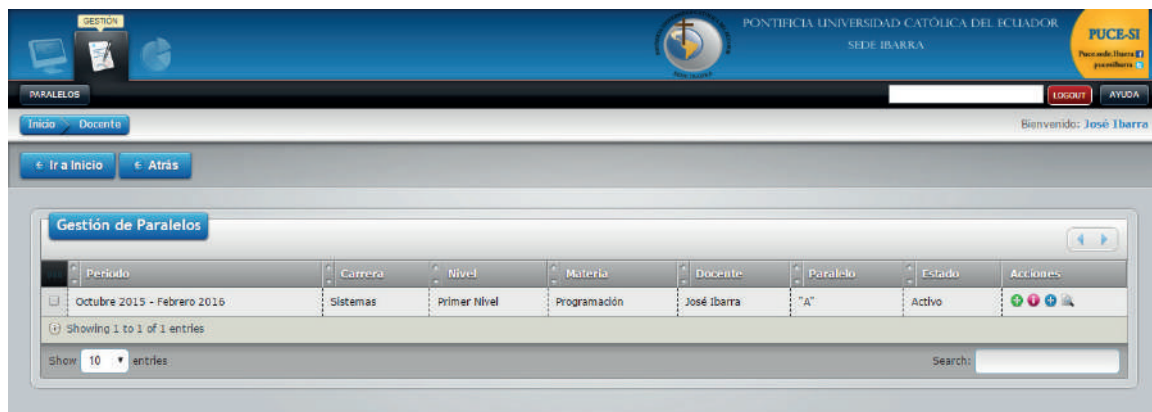 GESTIÓN
PONTIFICIA UNIVERSIDAD CATÓLICA DEL ECUADOR
SEDE IBARRA
PUCE-SI
PARALELOS
LOGOUT
AYUDA
Inicio Docente
Bienvenido: José Ibarra
Ir a Inicio
Atrás
Gestión de Paralelos
Periodo Carrera Nivel Materia Docente Paralelo Estado Acciones
Octubre 2015 - Febrero 2016 Sistemas Primer Nivel Programación José Ibarra "A" Activo
Showing 1 to 1 of 1 entries
Show 10 entries
Search: